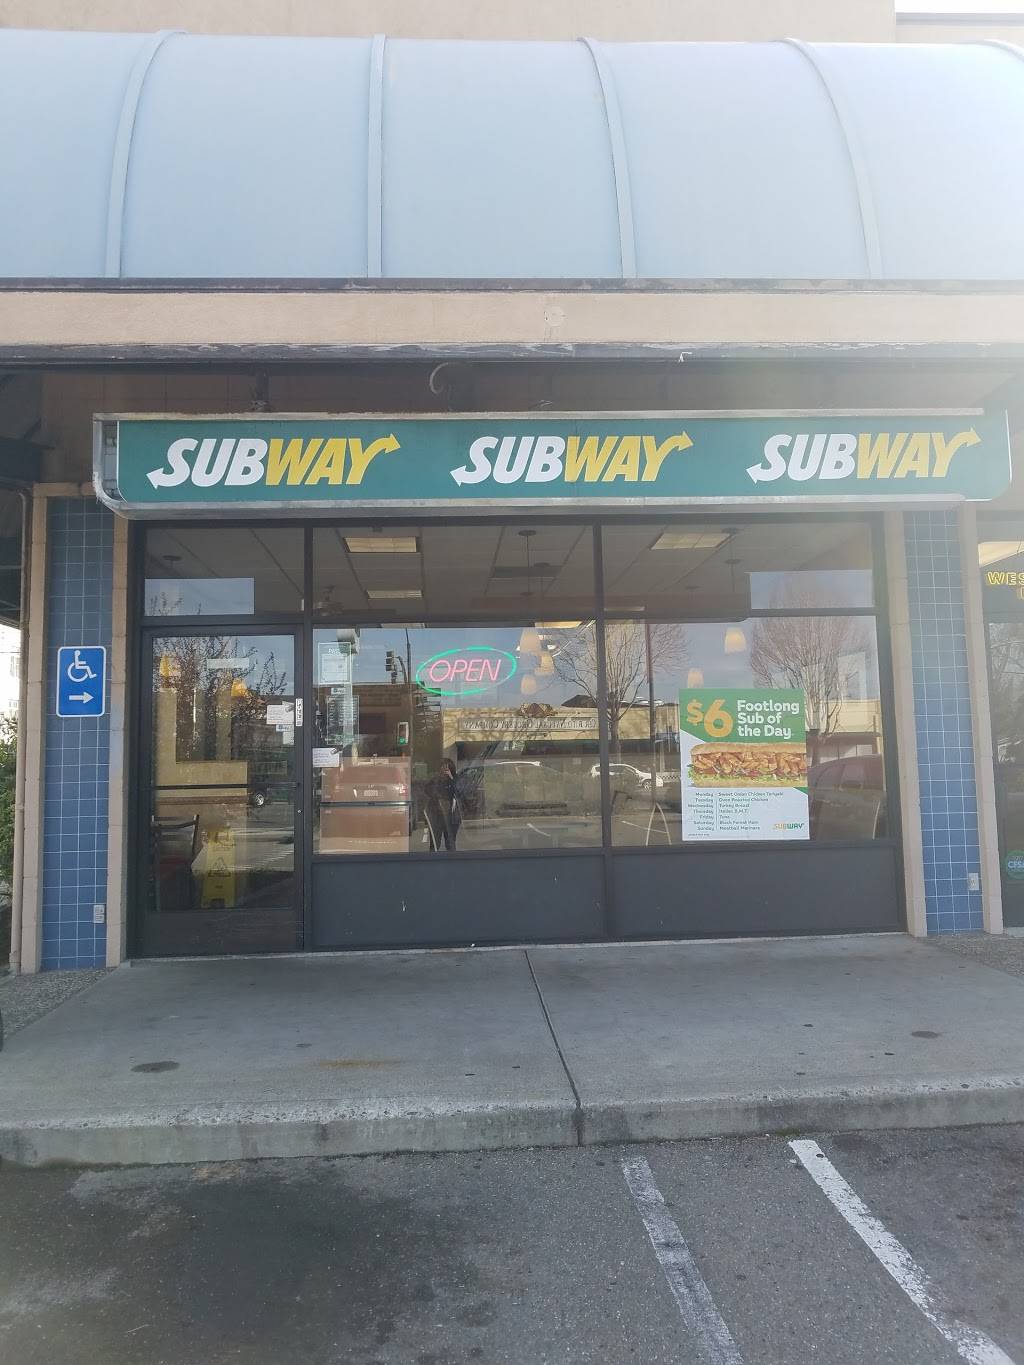 SUBWAY SUBWAY SUBWAY
WES
OPEN
$6 Footlong
Sub of
the Day
Monday Sweet Onion Chicken Teriyaki
Tuesday Oven Roasted Chicken
Wednesday Turkey Breast
Thursday Italian B.M.T.
Friday Tuna
Saturday Black Forest Ham
Sunday Meatball Marinara
SUBWAY